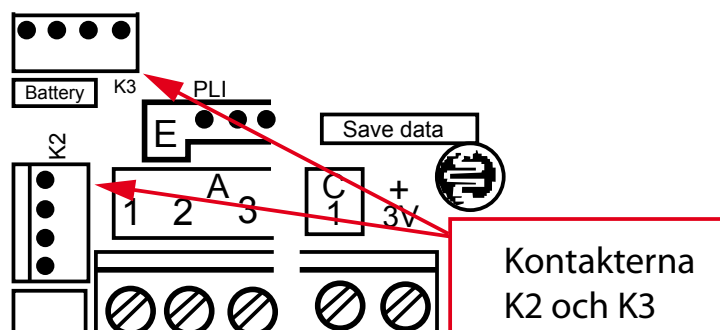 Battery
K3
PLI
E
Save data
K2
A
1 2 3
C
1
+
3V
Kontakterna
K2 och K3